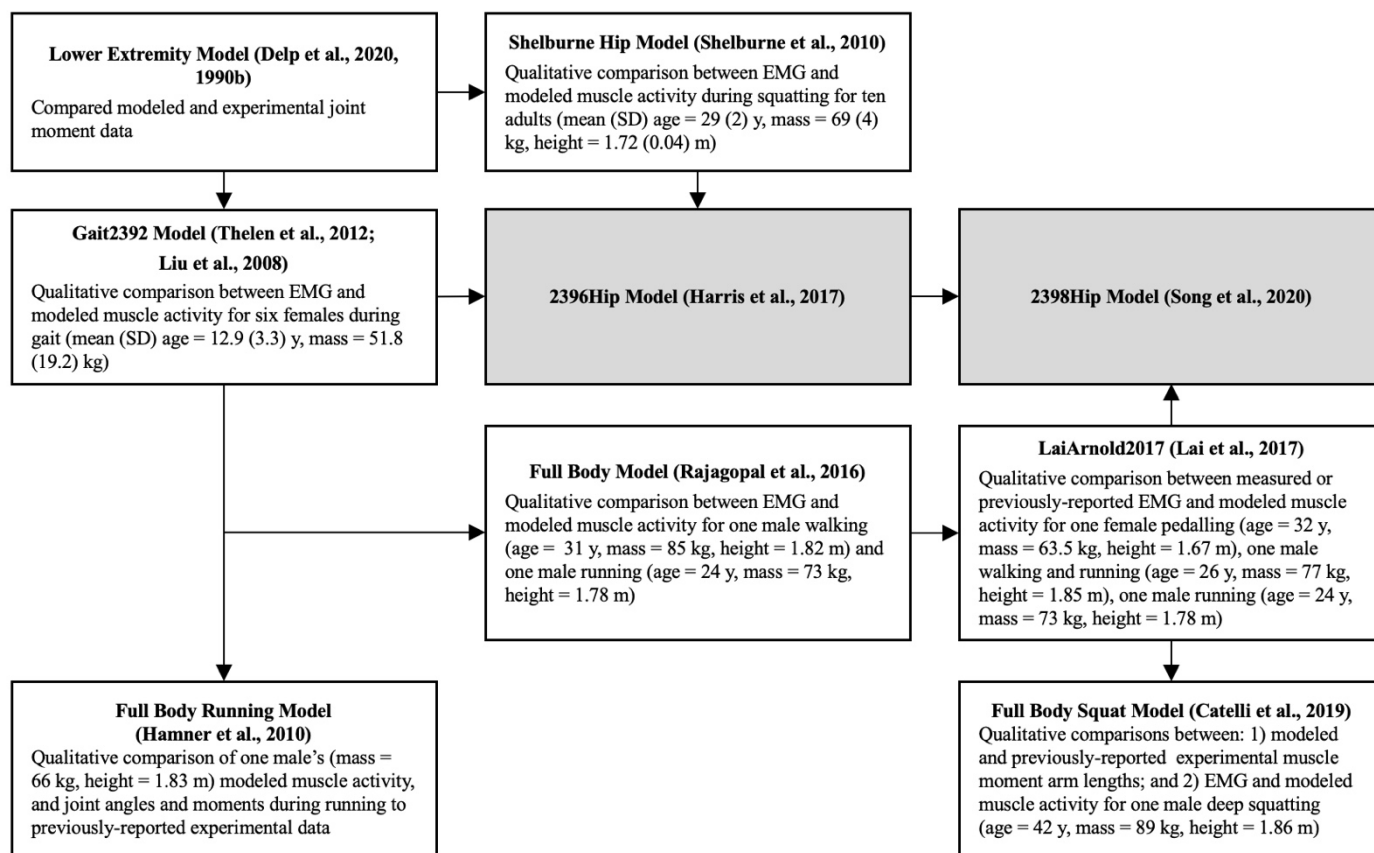 Lower Extremity Model (Delp et al., 2020,
1990b)
Compared modeled and experimental joint
moment data
Shelburne Hip Model (Shelburne et al., 2010)
Qualitative comparison between EMG and
modeled muscle activity during squatting for ten
adults (mean (SD) age = 29 (2) y, mass = 69 (4)
kg, height = 1.72 (0.04) m)
Gait2392 Model (Thelen et al., 2012;
Liu et al., 2008)
Qualitative comparison between EMG and
modeled muscle activity for six females during
gait (mean (SD) age = 12.9 (3.3) y, mass = 51.8
(19.2) kg)
2396Hip Model (Harris et al., 2017)
2398Hip Model (Song et al., 2020)
Full Body Model (Rajagopal et al., 2016)
Qualitative comparison between EMG and
modeled muscle activity for one male walking
(age =  31 y, mass = 85 kg, height = 1.82 m) and
one male running (age = 24 y, mass = 73 kg,
height = 1.78 m)
LaiArnold2017 (Lai et al., 2017)
Qualitative comparison between measured or
previously-reported EMG and modeled muscle
activity for one female pedalling (age = 32 y,
mass = 63.5 kg, height = 1.67 m), one male
walking and running (age = 26 y, mass = 77 kg,
height = 1.85 m), one male running (age = 24 y,
mass = 73 kg, height = 1.78 m)
Full Body Running Model
(Hamner et al., 2010)
Qualitative comparison of one male's (mass =
66 kg, height = 1.83 m) modeled muscle activity,
and joint angles and moments during running to
previously-reported experimental data
Full Body Squat Model (Catelli et al., 2019)
Qualitative comparisons between: 1) modeled
and previously-reported  experimental muscle
moment arm lengths; and 2) EMG and modeled
muscle activity for one male deep squatting
(age = 42 y, mass = 89 kg, height = 1.86 m)